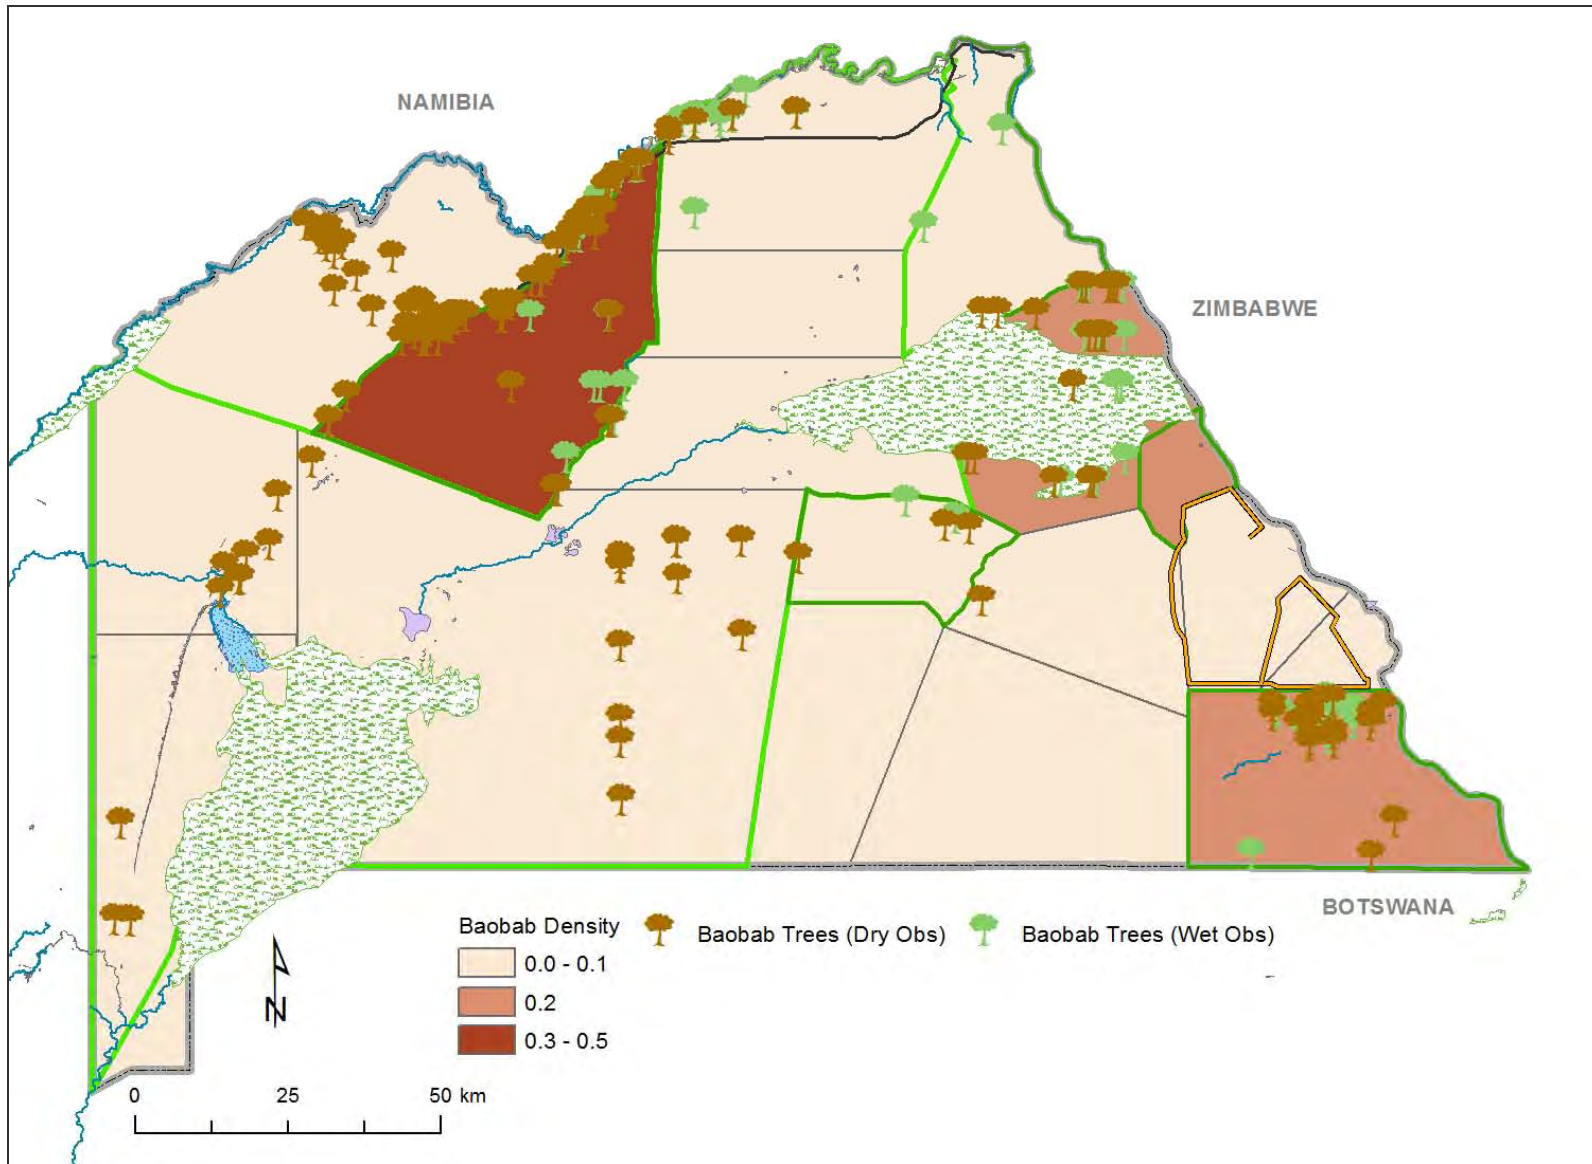 NAMIBIA
ZIMBABWE
BOTSWANA
Baobab Density
0.0 - 0.1
0.2
0.3 - 0.5
Baobab Trees (Dry Obs)
Baobab Trees (Wet Obs)
N
0 25 50 km